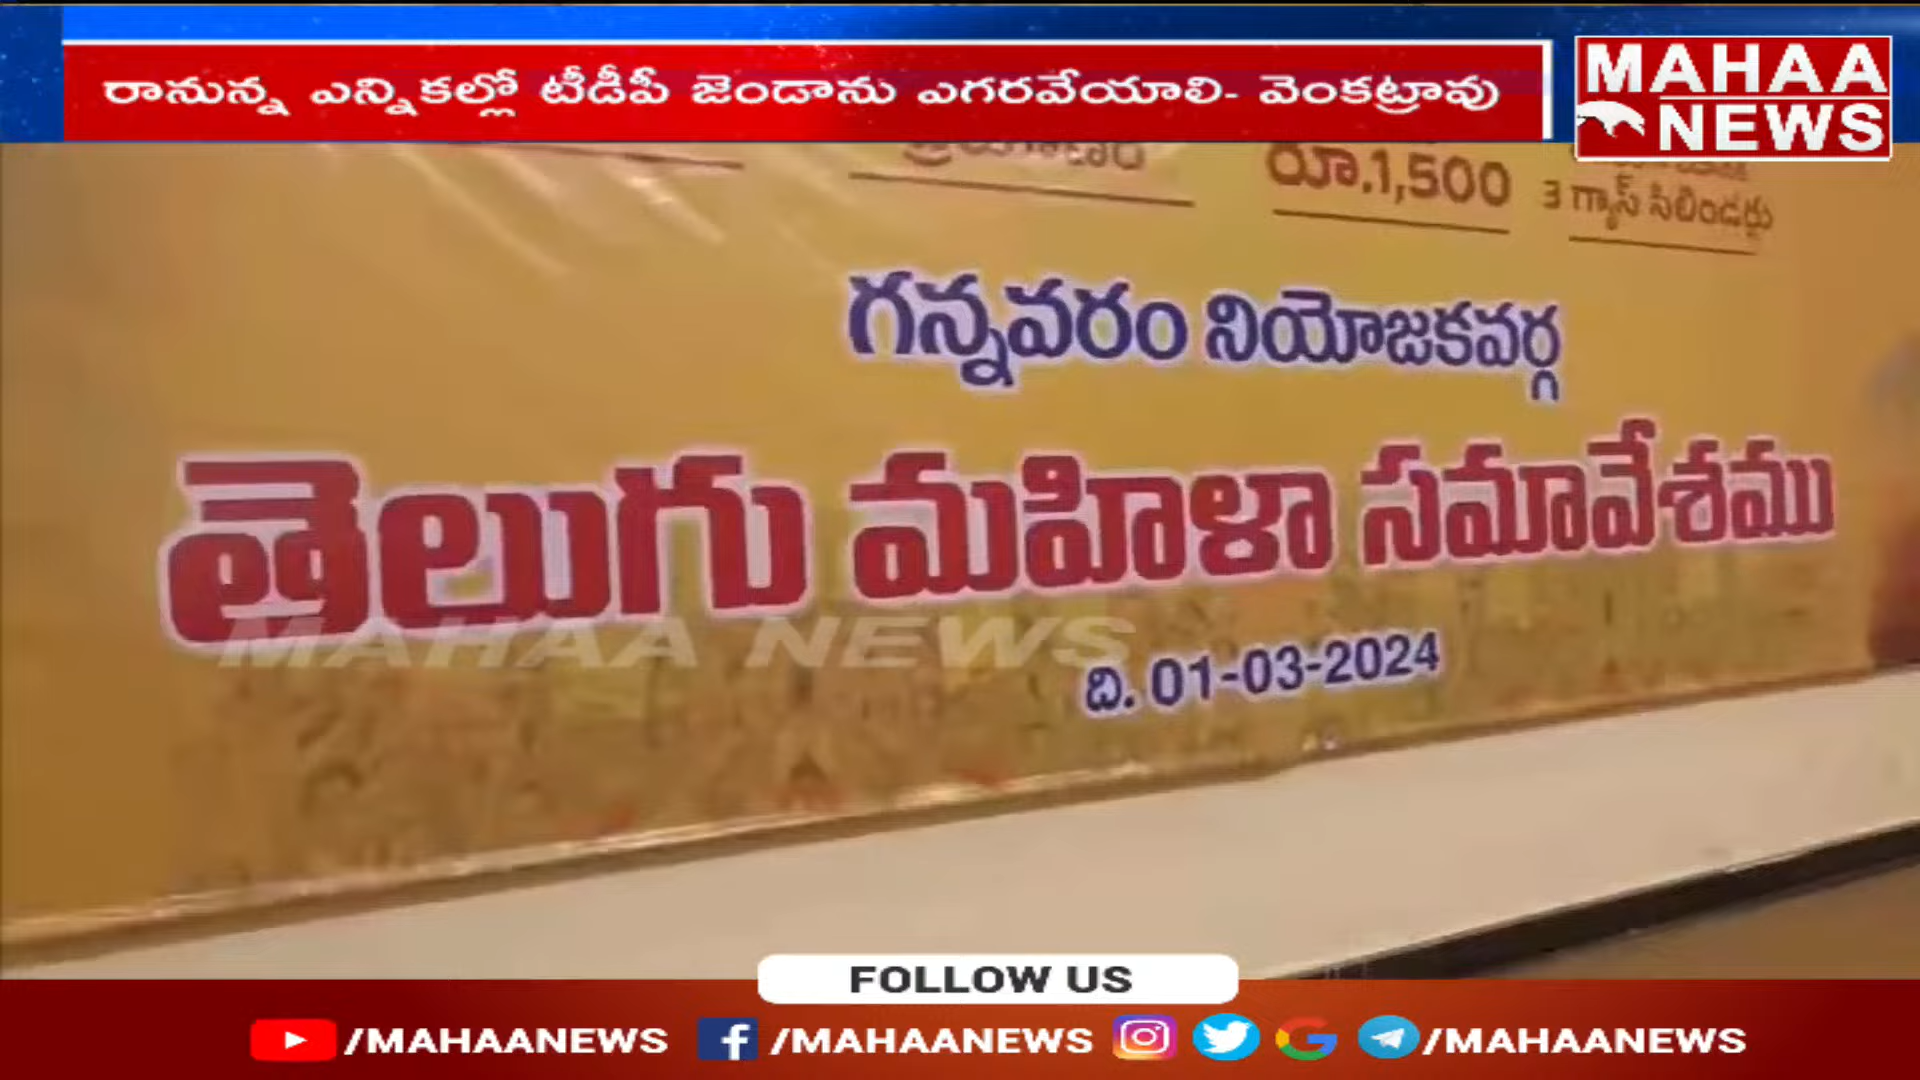 రానున్న ఎన్నికల్లో టీడీపీ జెండాను ఎగరవేయాలి- వెంకట్రావు
MAHAA
NEWS
రూ.1,500
3 గ్యాస్ సిలిండర్లు
గన్నవరం నియోజకవర్గ
తెలుగు మహిళా సమావేశము
MAHAA NEWS
ది. 01-03-2024
FOLLOW US
/MAHAANEWS /MAHAANEWS /MAHAANEWS